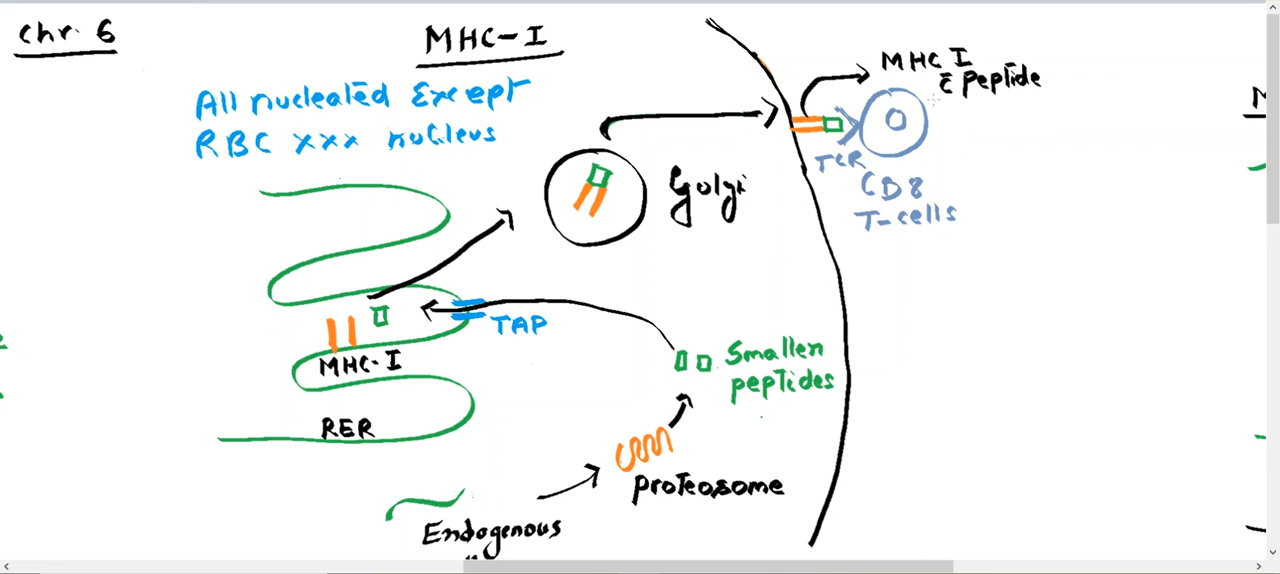 Chr. 6
MHC-I
All nucleated Except
RBC xxx nucleus
MHC I
c̄ peptide
TCR
CD8
T-cells
Golgi
TAP
MHC-I
RER
Smaller
peptides
proteosome
Endogenous